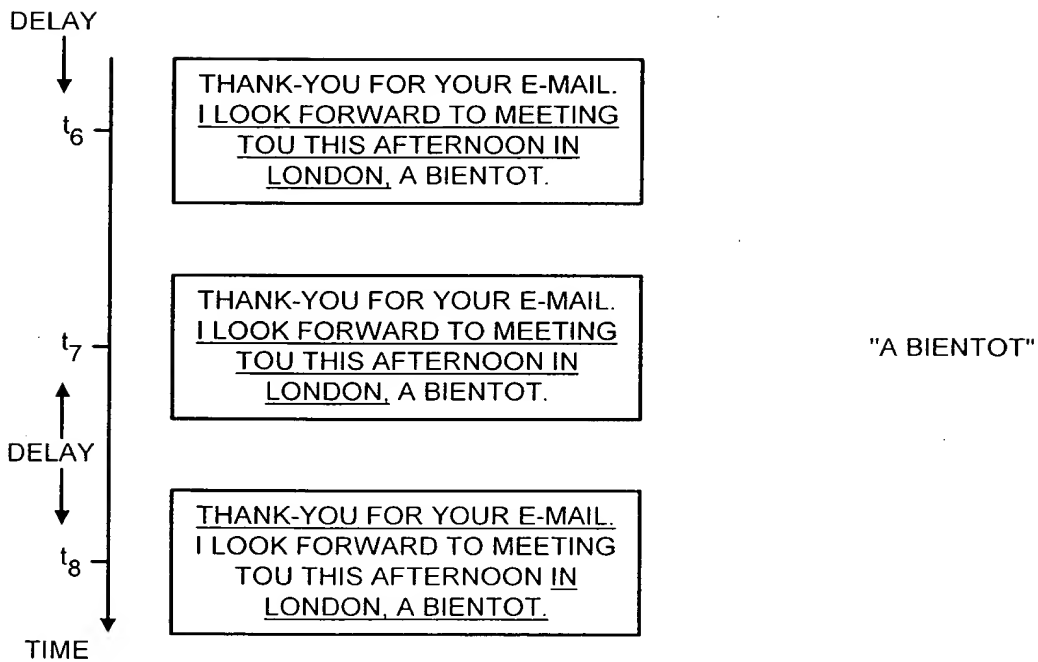 DELAY
t6
THANK-YOU FOR YOUR E-MAIL.
I LOOK FORWARD TO MEETING
TOU THIS AFTERNOON IN
LONDON, A BIENTOT.
t7
THANK-YOU FOR YOUR E-MAIL.
I LOOK FORWARD TO MEETING
TOU THIS AFTERNOON IN
LONDON, A BIENTOT.
"A BIENTOT"
DELAY
t8
THANK-YOU FOR YOUR E-MAIL.
I LOOK FORWARD TO MEETING
TOU THIS AFTERNOON IN
LONDON, A BIENTOT.
TIME